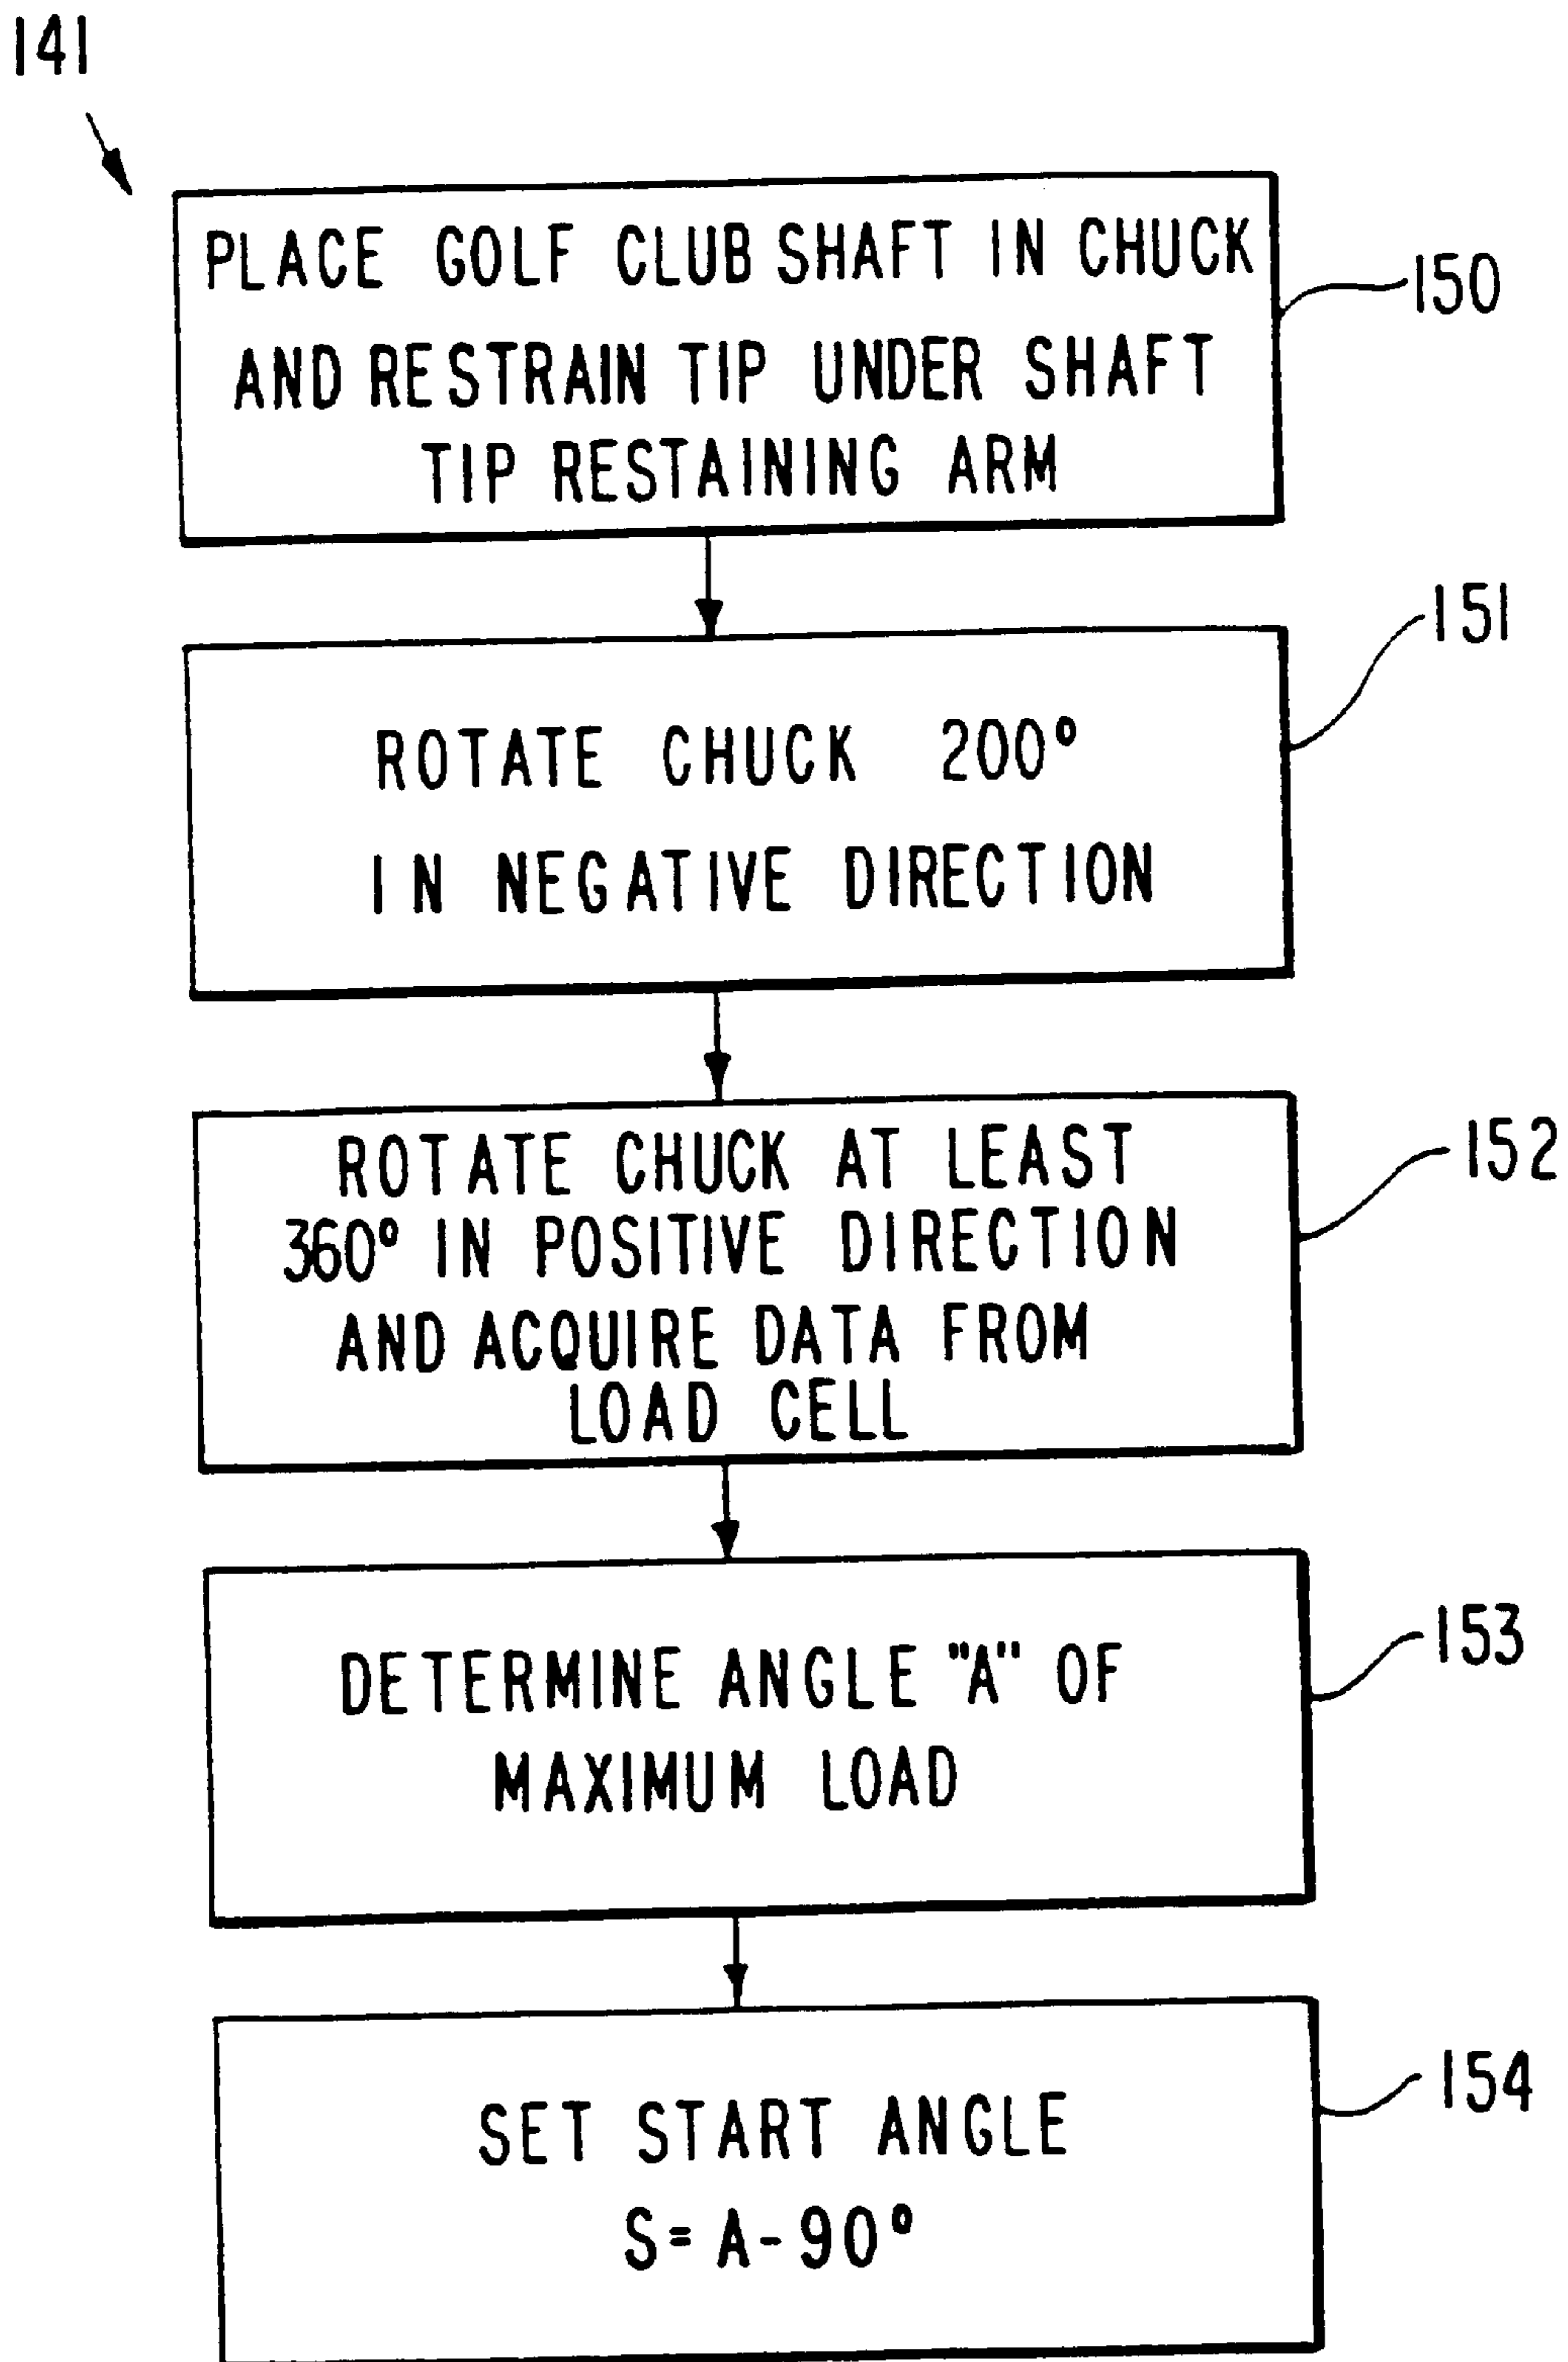 141
PLACE GOLF CLUB SHAFT IN CHUCK
150
AND RESTRAIN TIP UNDER SHAFT
TIP RESTAINING ARM
151
ROTATE CHUCK 200°
IN NEGATIVE DIRECTION
152
ROTATE CHUCK AT LEAST
360° IN POSITIVE DIRECTION
AND ACQUIRE DATA FROM
LOAD CELL
153
DETERMINE ANGLE "A" OF
MAXIMUM LOAD
154
SET START ANGLE
S=A-90°